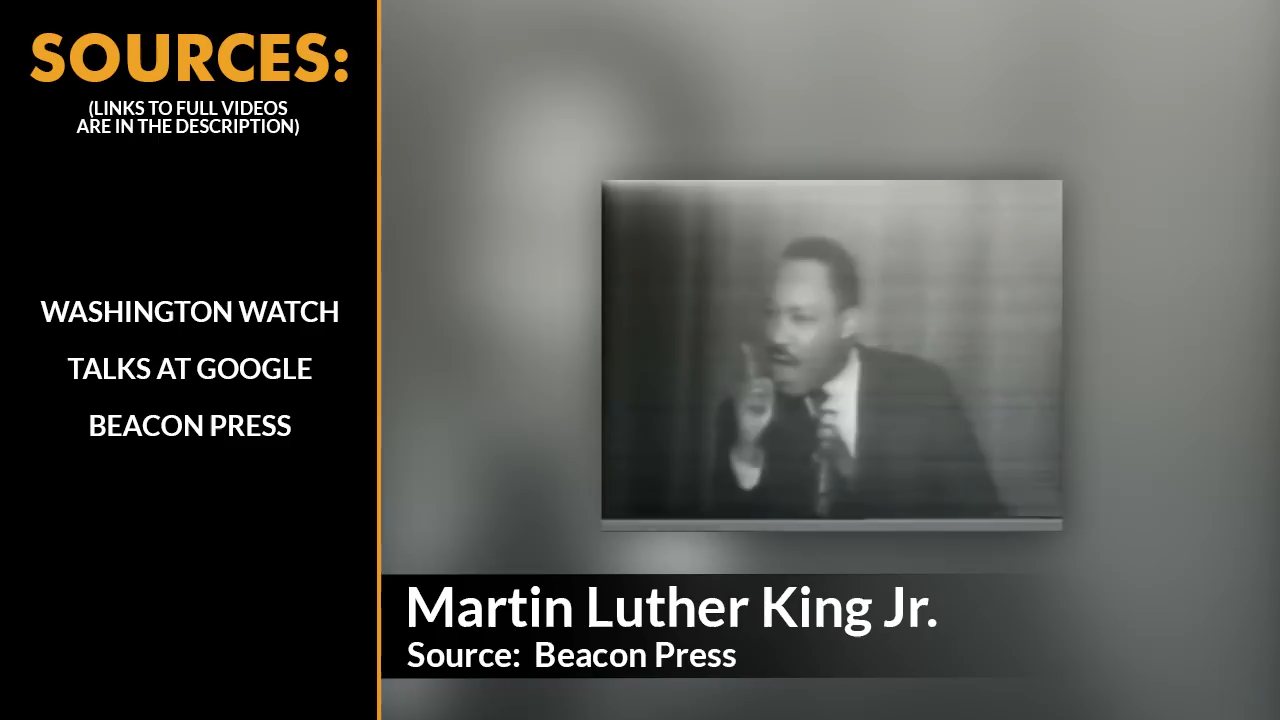 SOURCES:
(LINKS TO FULL VIDEOS
ARE IN THE DESCRIPTION)
WASHINGTON WATCH
TALKS AT GOOGLE
BEACON PRESS
Martin Luther King Jr.
Source: Beacon Press